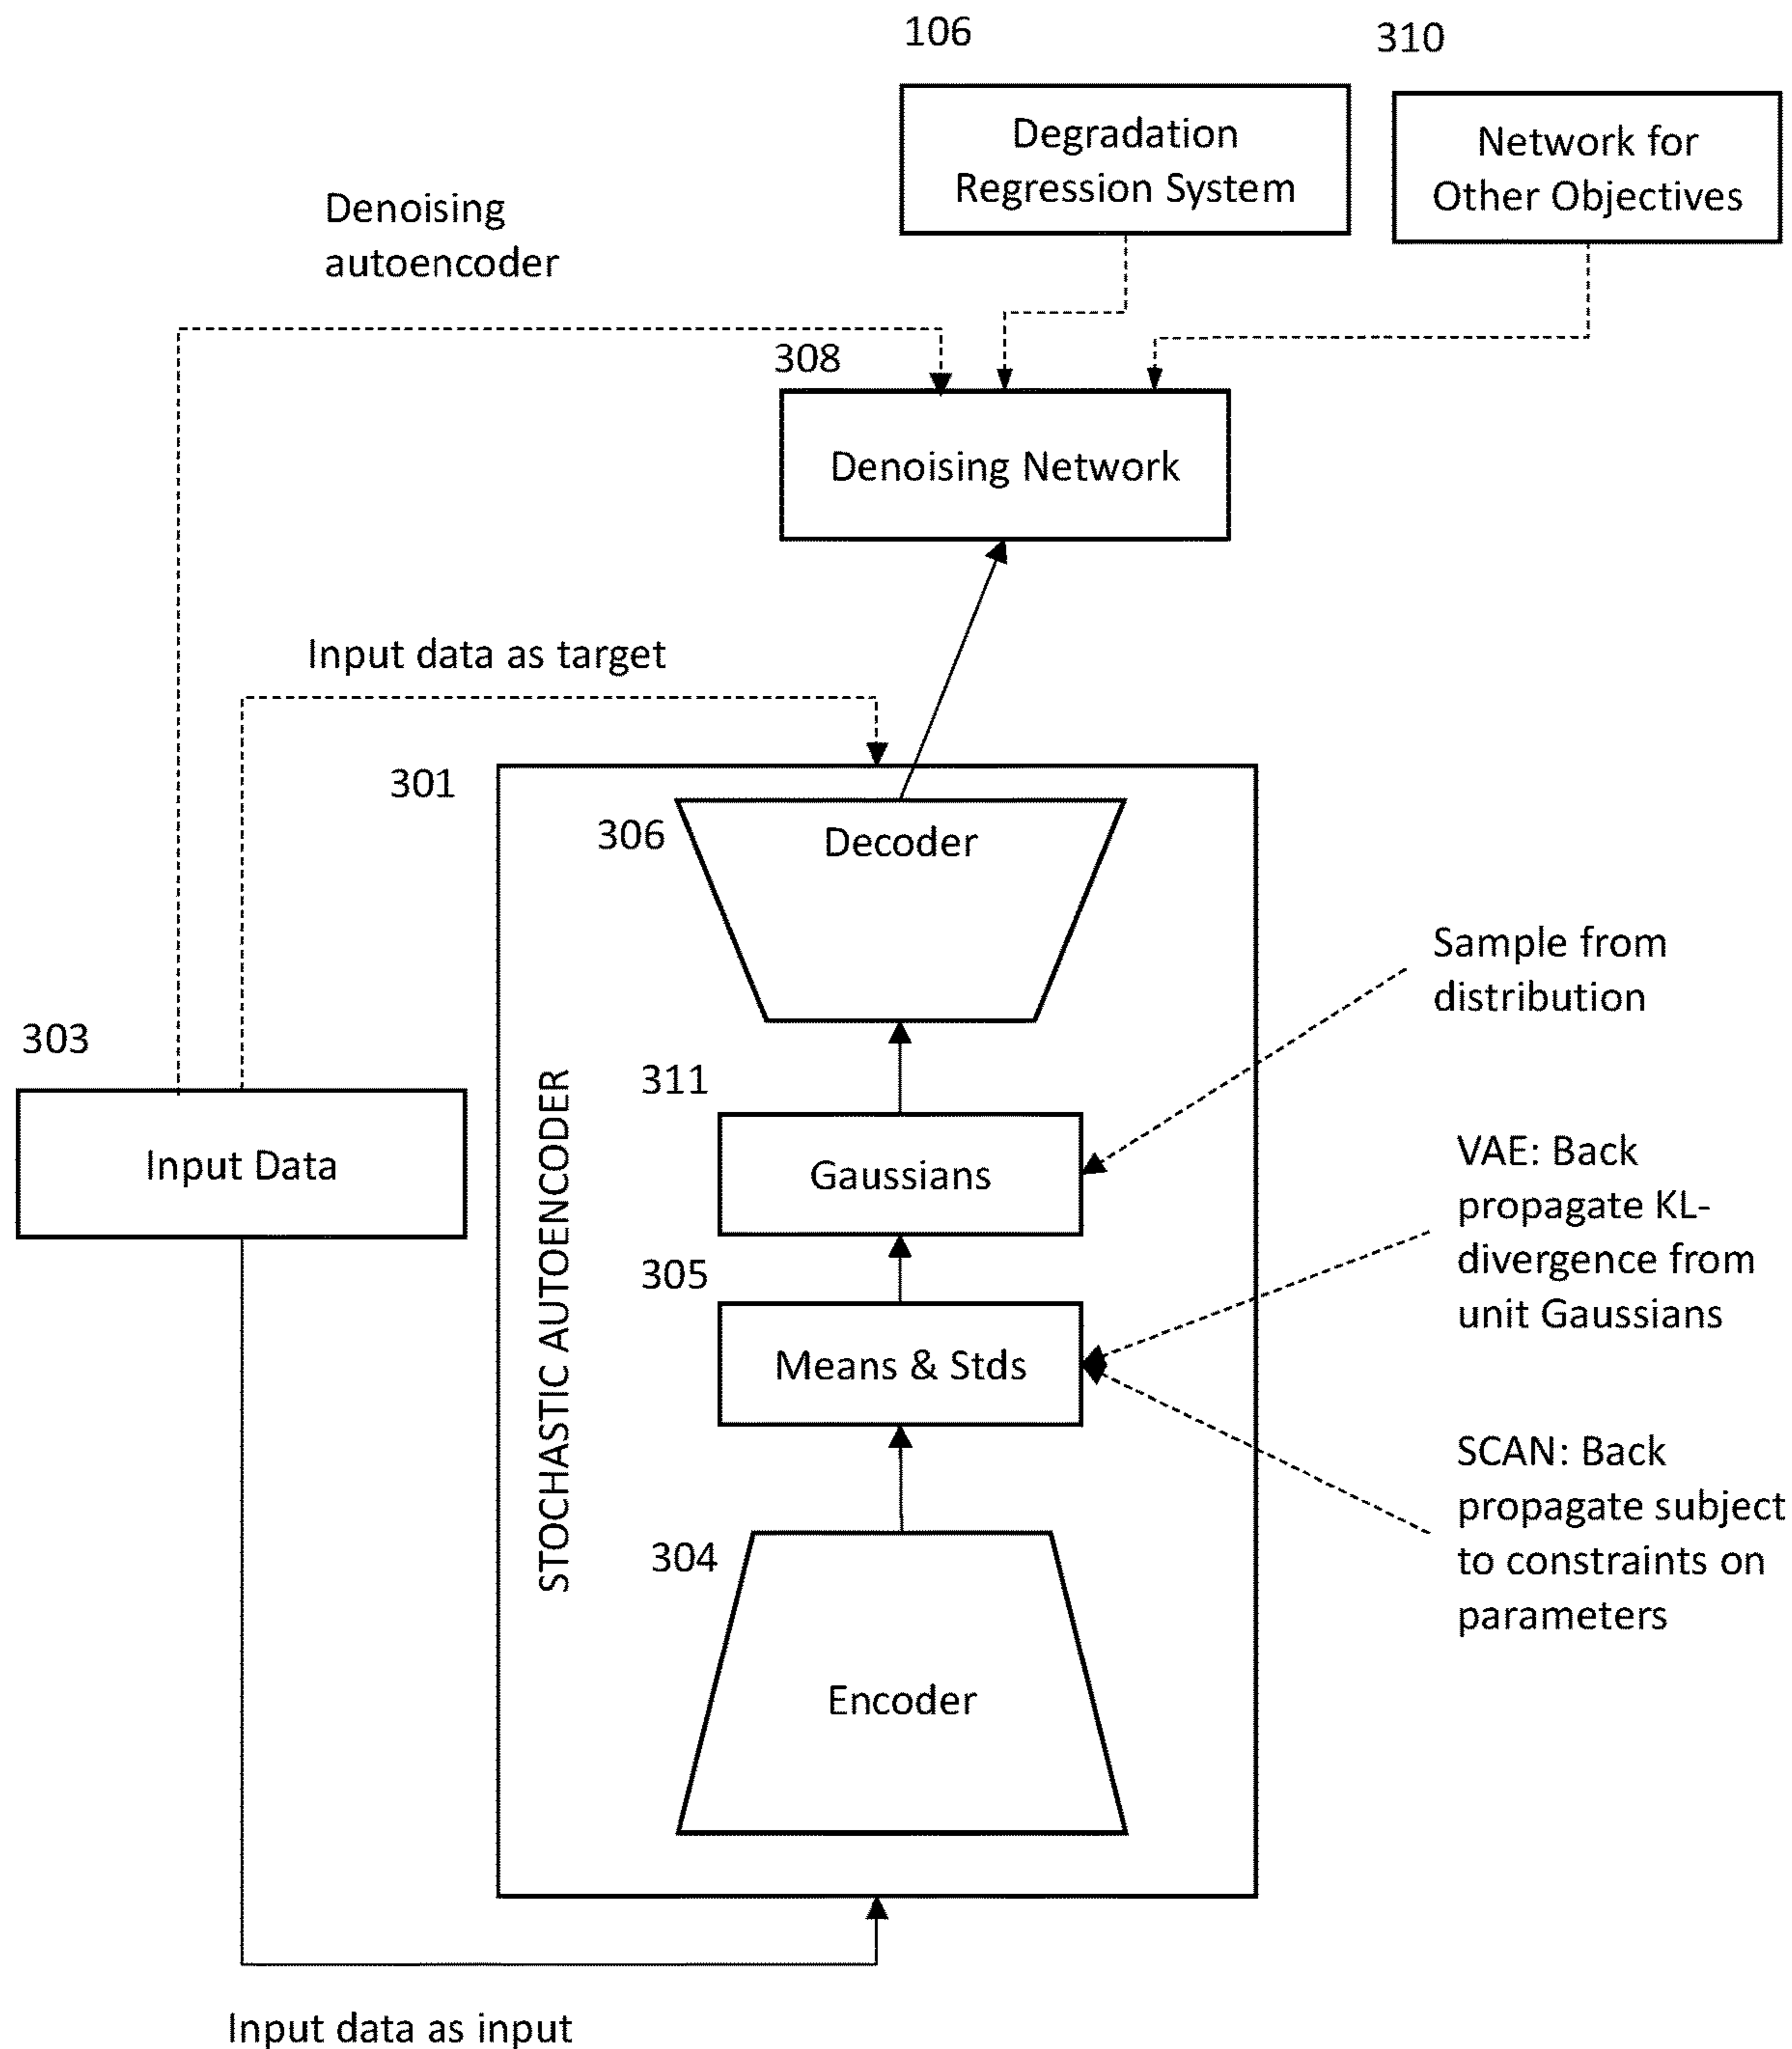 106
310
Degradation
Regression System
Network for
Other Objectives
Denoising
autoencoder
308
Denoising Network
Input data as target
301
306
Decoder
Sample from
distribution
303
311
Input Data
Gaussians
VAE: Back
propagate KL-
divergence from
unit Gaussians
305
Means & Stds
STOCHASTIC AUTOENCODER
SCAN: Back
propagate subject
to constraints on
parameters
304
Encoder
Input data as input